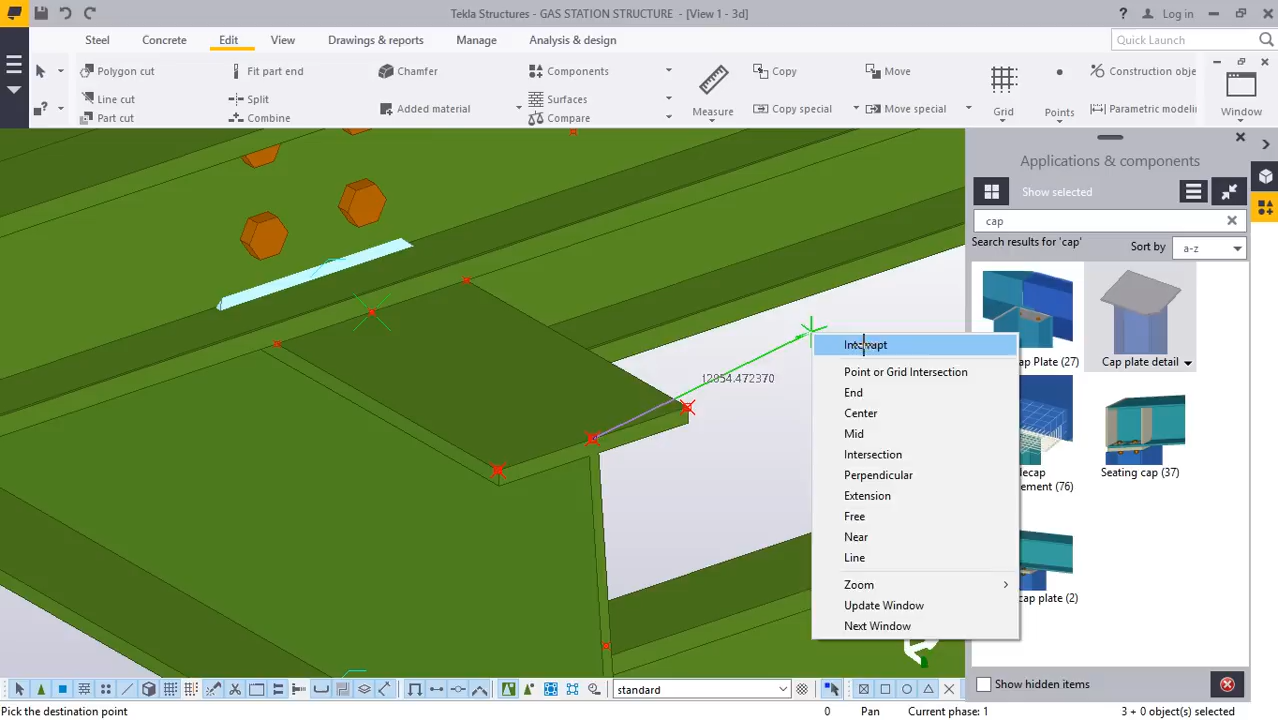 Tekla Structures - GAS STATION STRUCTURE - [View 1 - 3d]
? Log in
Steel Concrete Edit View Drawings & reports Manage Analysis & design Quick Launch
Polygon cut Fit part end Chamfer Components Copy Move Construction obje
Line cut Split Added material Surfaces Measure Copy special Move special Grid Points Parametric modeli Window
Part cut Combine Compare
Applications & components
Show selected
cap
Search results for 'cap' Sort by a-z
ap Plate (27) Cap plate detail
lecap
ement (76) Seating cap (37)
cap plate (2)
12054.472370
Interrupt
Point or Grid Intersection
End
Center
Mid
Intersection
Perpendicular
Extension
Free
Near
Line
Zoom
Update Window
Next Window
Show hidden items
standard
Pick the destination point 0 Pan Current phase: 1 3 + 0 object(s) selected